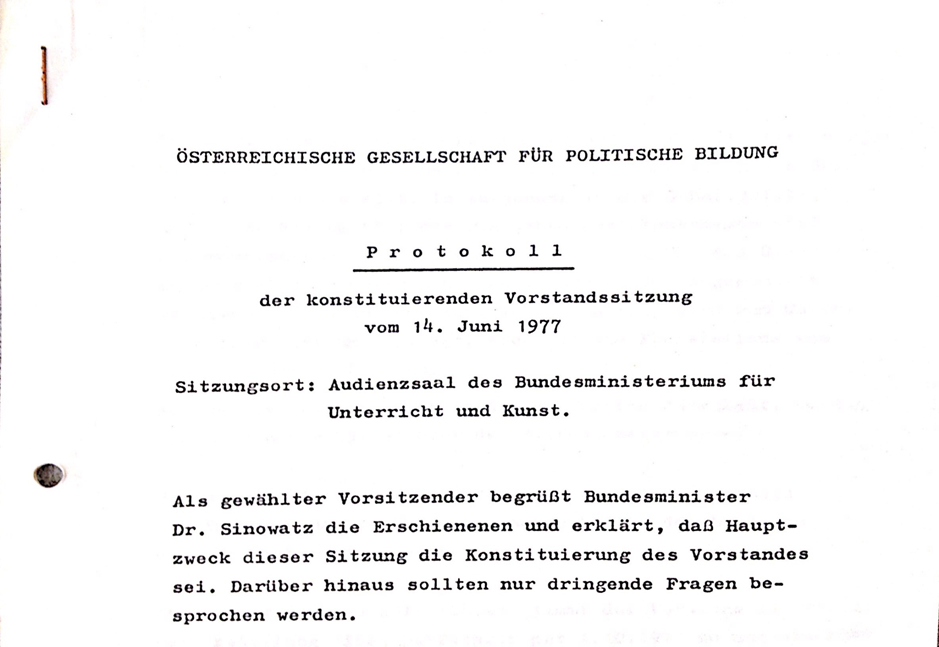 ÖSTERREICHISCHE GESELLSCHAFT FÜR POLITISCHE BILDUNG
P r o t o k o l l
der konstituierenden Vorstandssitzung
vom 14. Juni 1977
Sitzungsort: Audienzsaal des Bundesministeriums für
Unterricht und Kunst.
Als gewählter Vorsitzender begrüßt Bundesminister
Dr. Sinowatz die Erschienenen und erklärt, daß Haupt-
zweck dieser Sitzung die Konstituierung des Vorstandes
sei. Darüber hinaus sollten nur dringende Fragen be-
sprochen werden.